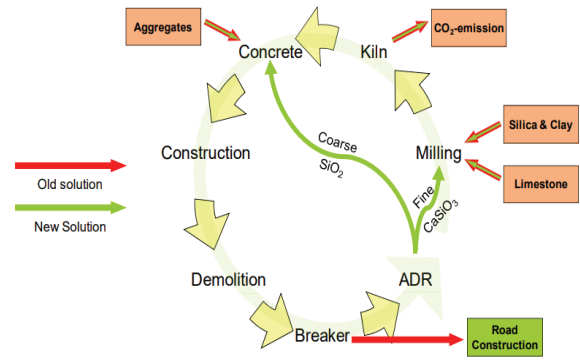 Aggregates
Concrete
Kiln
CO₂-emission
Construction
Coarse
SiO₂
Milling
Silica & Clay
Limestone
Fine
CaSiO₃
Old solution
New Solution
Demolition
ADR
Breaker
Road
Construction